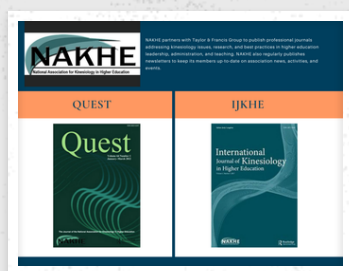 NAKHE
National Association for Kinesiology in Higher Education
NAKHE partners with Taylor & Francis Group to publish professional journals
addressing kinesiology issues, research, and best practices in higher education
leadership, administration, and teaching. NAKHE also regularly publishes
newsletters to keep its members up to date on association news, activities, and
events.
QUEST
IJKHE
Quest
International
Journal of Kinesiology
in Higher Education
NAKHE